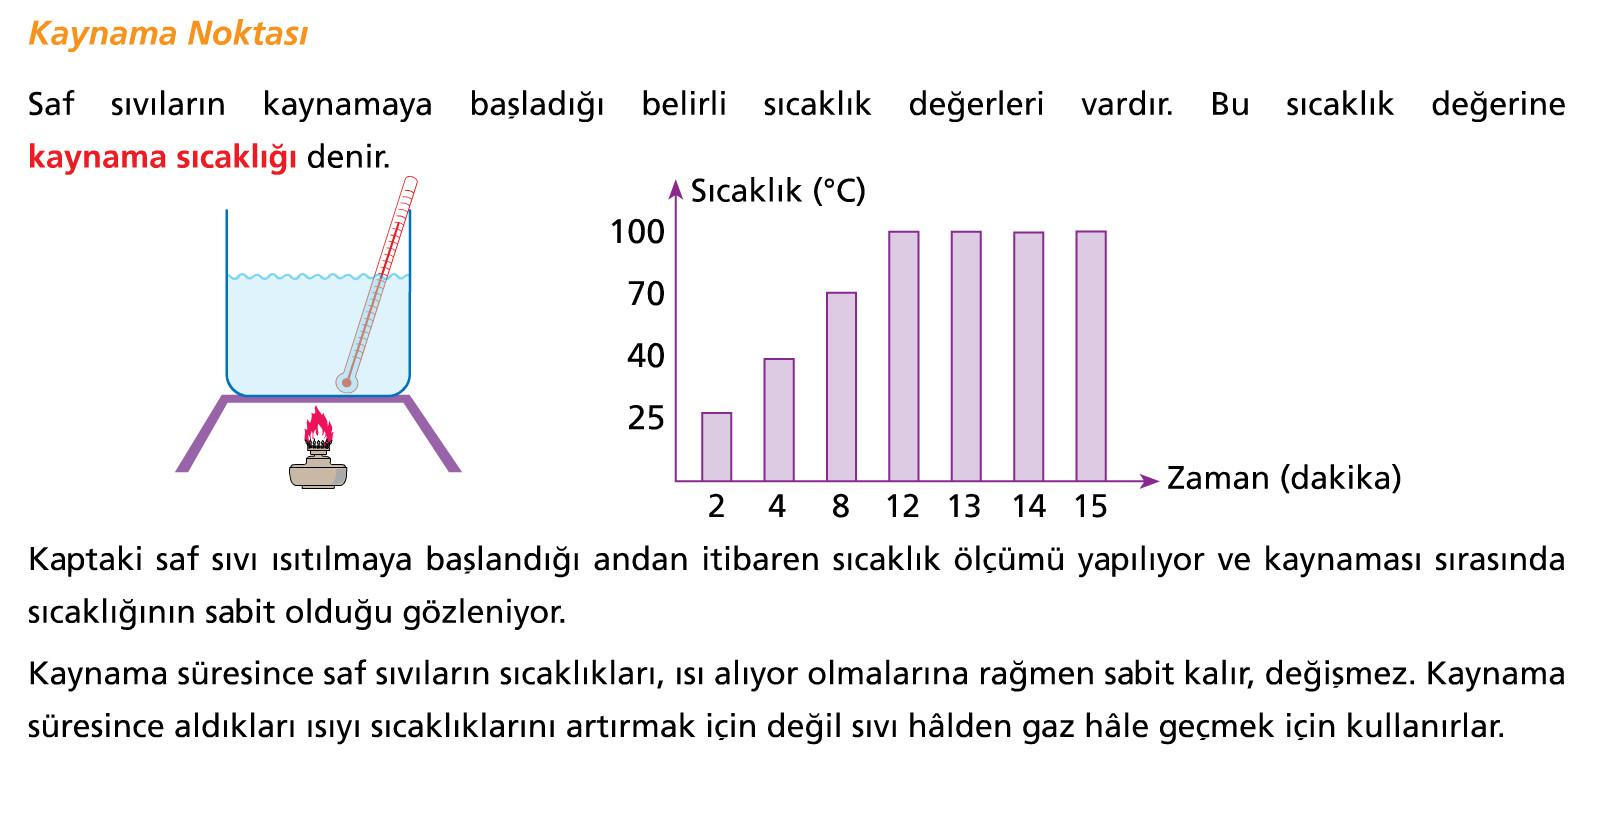 Kaynama Noktası
Saf sıvıların kaynamaya başladığı belirli sıcaklık değerleri vardır. Bu sıcaklık değerine
kaynama sıcaklığı denir.
Sıcaklık (°C)
100
70
40
25
Zaman (dakika)
2 4 8 12 13 14 15
Kaptaki saf sıvı ısıtılmaya başlandığı andan itibaren sıcaklık ölçümü yapılıyor ve kaynaması sırasında
sıcaklığının sabit olduğu gözleniyor.
Kaynama süresince saf sıvıların sıcaklıkları, ısı alıyor olmalarına rağmen sabit kalır, değişmez. Kaynama
süresince aldıkları ısıyı sıcaklıklarını artırmak için değil sıvı hâlden gaz hâle geçmek için kullanırlar.